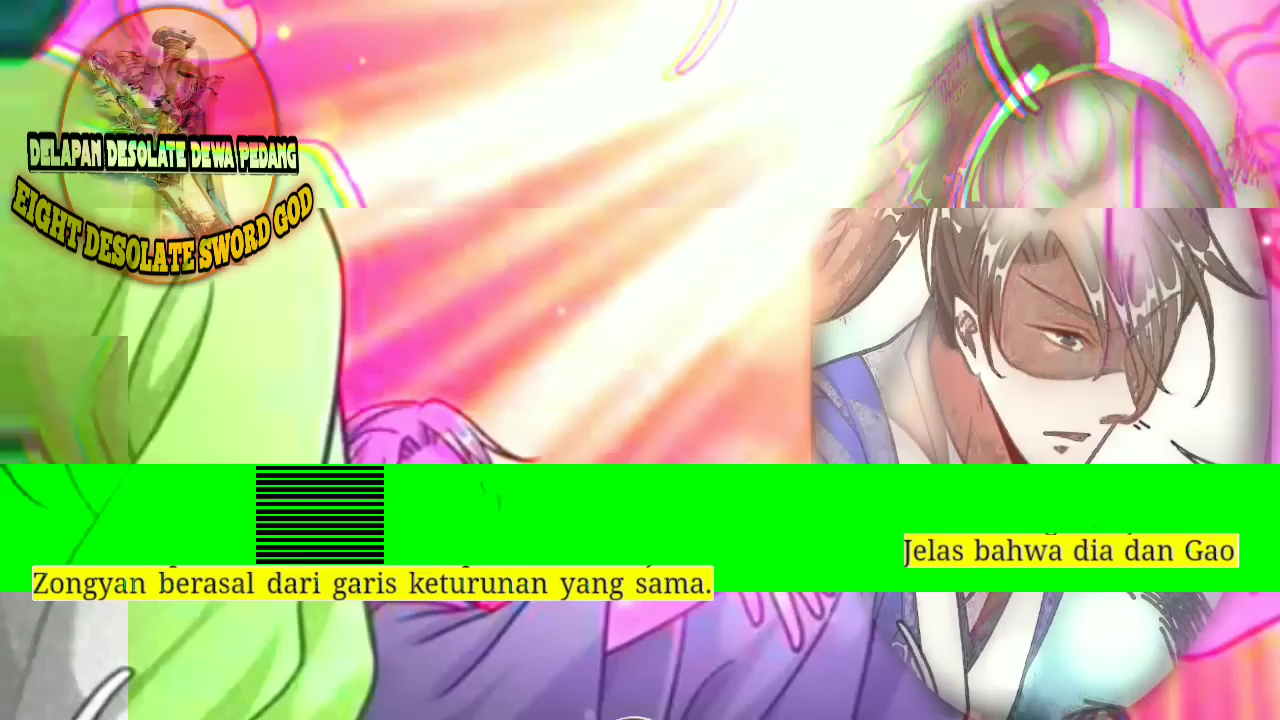 DELAPAN DESOLATE DEWA PEDANG
EIGHT DESOLATE SWORD GOD
Jelas bahwa dia dan Gao
Zongyan berasal dari garis keturunan yang sama.